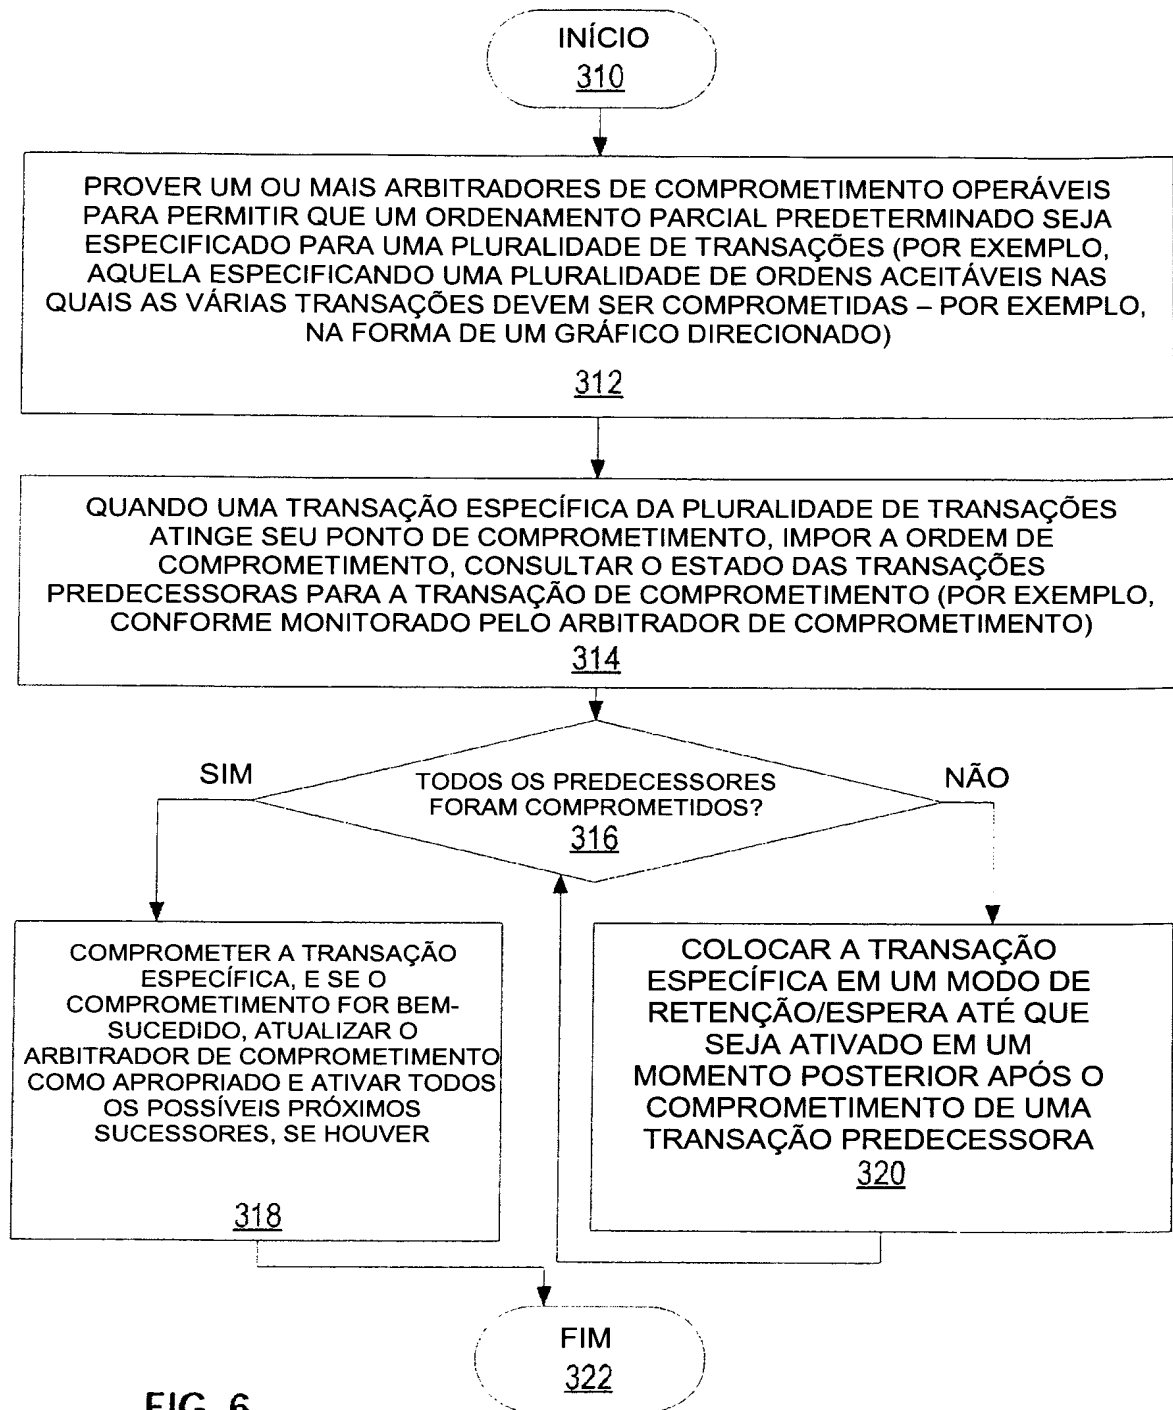 INÍCIO
310
PROVER UM OU MAIS ARBITRADORES DE COMPROMETIMENTO OPERÁVEIS
PARA PERMITIR QUE UM ORDENAMENTO PARCIAL PREDETERMINADO SEJA
ESPECIFICADO PARA UMA PLURALIDADE DE TRANSAÇÕES (POR EXEMPLO,
AQUELA ESPECIFICANDO UMA PLURALIDADE DE ORDENS ACEITÁVEIS NAS
QUAIS AS VÁRIAS TRANSAÇÕES DEVEM SER COMPROMETIDAS – POR EXEMPLO,
NA FORMA DE UM GRÁFICO DIRECIONADO)
312
QUANDO UMA TRANSAÇÃO ESPECÍFICA DA PLURALIDADE DE TRANSAÇÕES
ATINGE SEU PONTO DE COMPROMETIMENTO, IMPOR A ORDEM DE
COMPROMETIMENTO, CONSULTAR O ESTADO DAS TRANSAÇÕES
PREDECESSORAS PARA A TRANSAÇÃO DE COMPROMETIMENTO (POR EXEMPLO,
CONFORME MONITORADO PELO ARBITRADOR DE COMPROMETIMENTO)
314
SIM
NÃO
TODOS OS PREDECESSORES
FORAM COMPROMETIDOS?
316
COMPROMETER A TRANSAÇÃO
ESPECÍFICA, E SE O
COMPROMETIMENTO FOR BEM-
SUCEDIDO, ATUALIZAR O
ARBITRADOR DE COMPROMETIMENTO
COMO APROPRIADO E ATIVAR TODOS
OS POSSÍVEIS PRÓXIMOS
SUCESSORES, SE HOUVER
318
COLOCAR A TRANSAÇÃO
ESPECÍFICA EM UM MODO DE
RETENÇÃO/ESPERA ATÉ QUE
SEJA ATIVADO EM UM
MOMENTO POSTERIOR APÓS O
COMPROMETIMENTO DE UMA
TRANSAÇÃO PREDECESSORA
320
FIM
322
FIG. 6